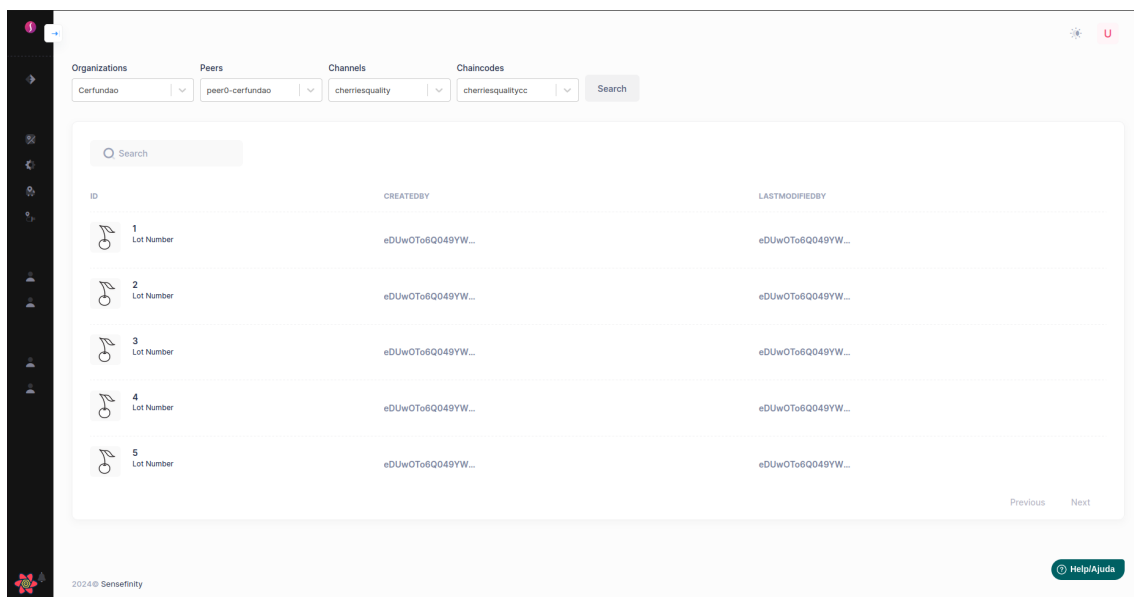 U
Organizations Peers Channels Chaincodes
Cerfundao peer0-cerfundao cherriesquality cherriesqualitycc Search
Search
ID CREATEDBY LASTMODIFIEDBY
1
Lot Number eDUwOTo6Q049YW... eDUwOTo6Q049YW...
2
Lot Number eDUwOTo6Q049YW... eDUwOTo6Q049YW...
3
Lot Number eDUwOTo6Q049YW... eDUwOTo6Q049YW...
4
Lot Number eDUwOTo6Q049YW... eDUwOTo6Q049YW...
5
Lot Number eDUwOTo6Q049YW... eDUwOTo6Q049YW...
Previous Next
Help/Ajuda
2024© Sensefinity